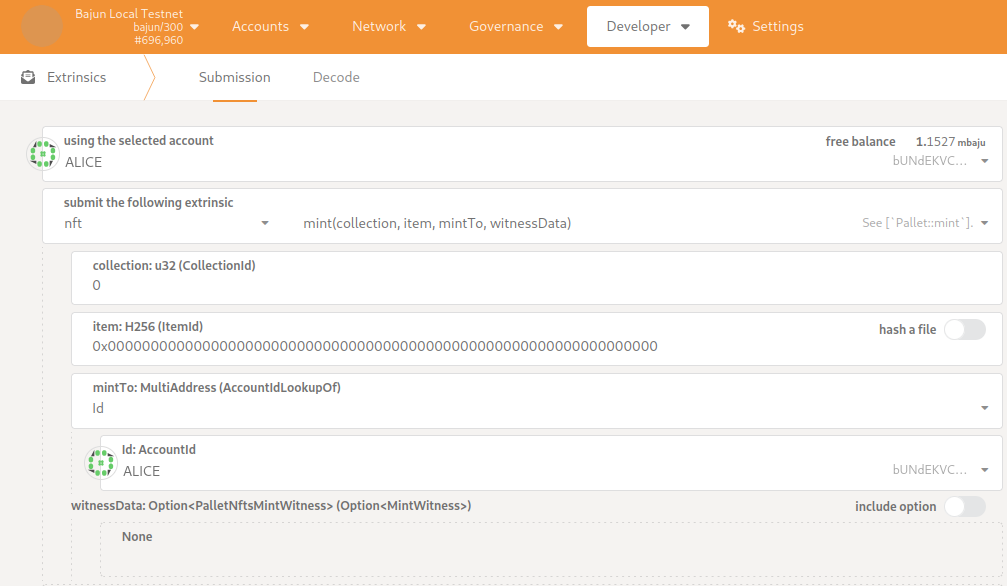 Bajun Local Testnet
bajun/300
#696,960
Accounts
Network
Governance
Developer
Settings
Extrinsics
Submission
Decode
using the selected account
ALICE
free balance 1.1527 mbaju
bUNdEKVC...
submit the following extrinsic
nft
mint(collection, item, mintTo, witnessData)
See [`Pallet::mint`].
collection: u32 (CollectionId)
0
item: H256 (ItemId)
0x0000000000000000000000000000000000000000000000000000000000000000
hash a file
mintTo: MultiAddress (AccountIdLookupOf)
Id
Id: AccountId
ALICE
bUNdEKVC...
witnessData: Option<PalletNftsMintWitness> (Option<MintWitness>)
include option
None